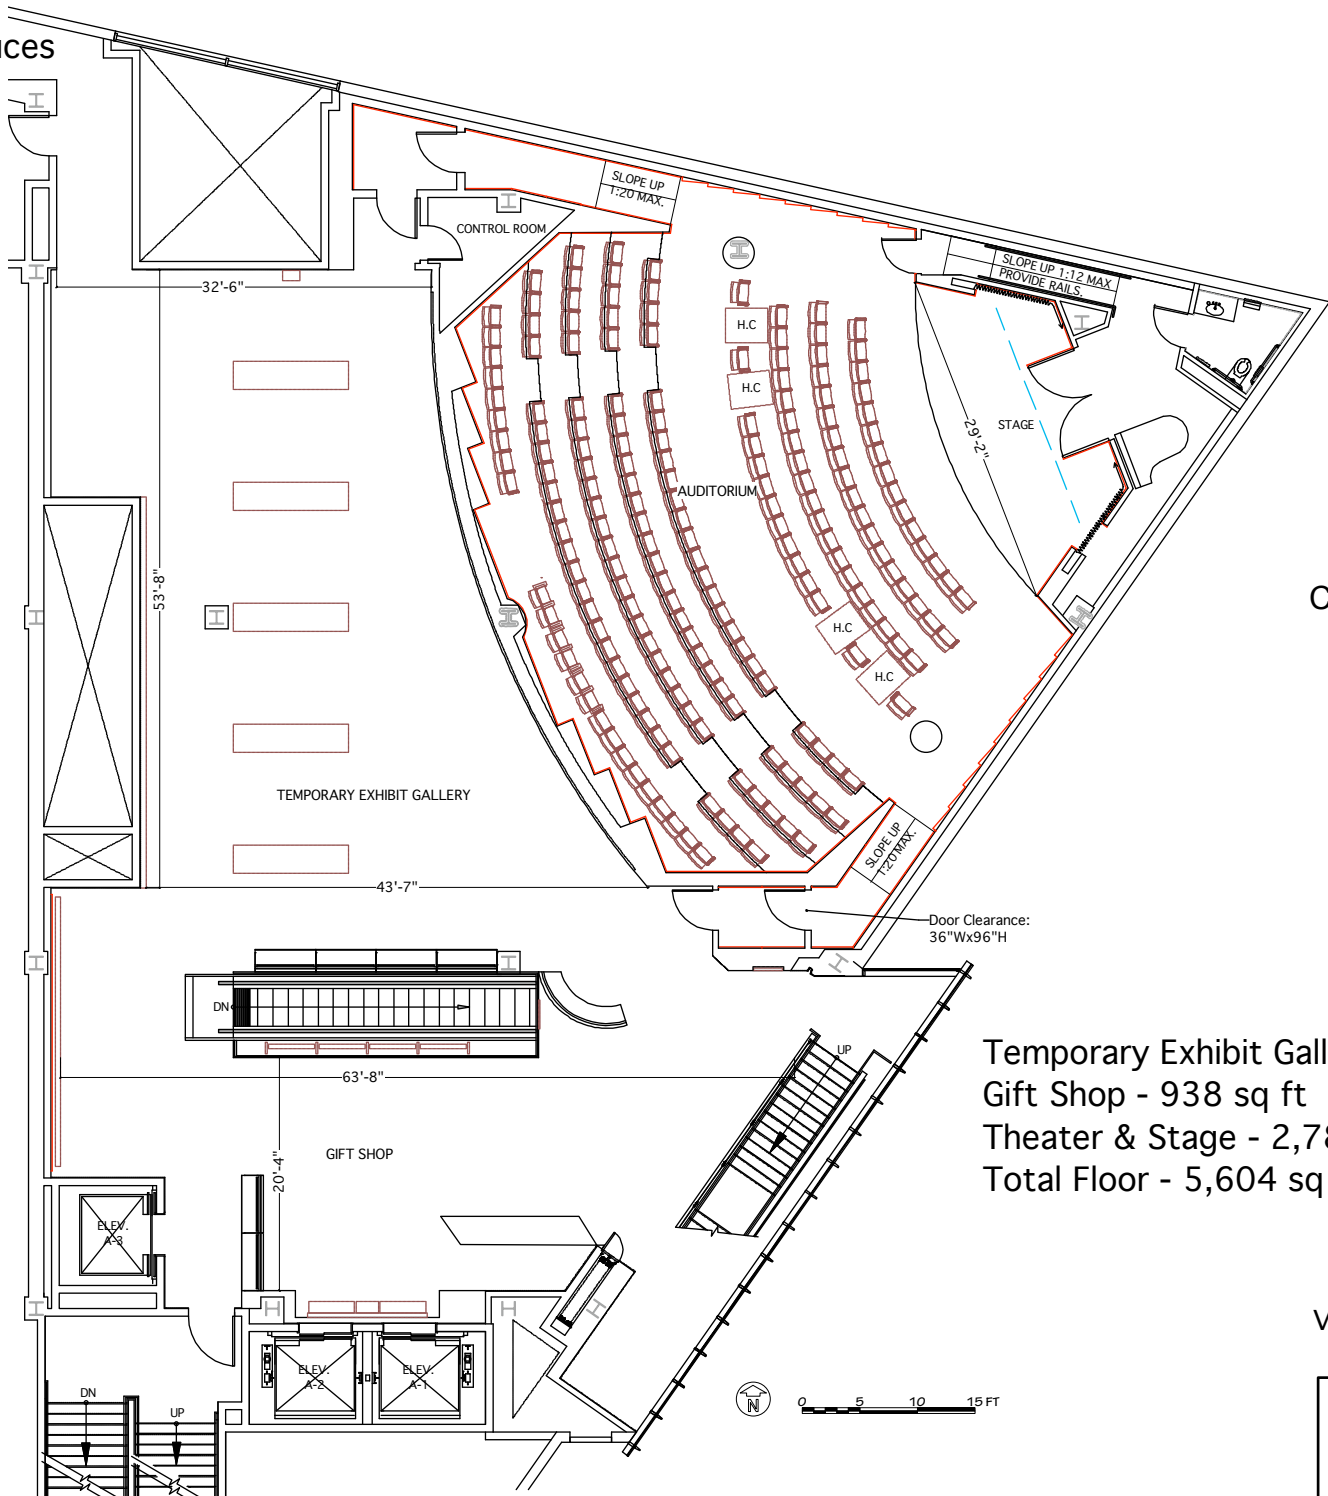 ces
SLOPE UP
1:20 MAX.
CONTROL ROOM
SLOPE UP 1:12 MAX
PROVIDE RAILS.
32'-6"
H.C
H.C
STAGE
29'-2"
AUDITORIUM
53'-8"
H.C
H.C
TEMPORARY EXHIBIT GALLERY
SLOPE UP
1:20 MAX.
43'-7"
Door Clearance:
36"Wx96"H
DN
UP
63'-8"
Temporary Exhibit Gall
Gift Shop - 938 sq ft
Theater & Stage - 2,78
Total Floor - 5,604 sq
GIFT SHOP
20'-4"
ELEV.
A-3
ELEV.
A-2
ELEV.
A-1
DN
UP
N
0 5 10 15 FT